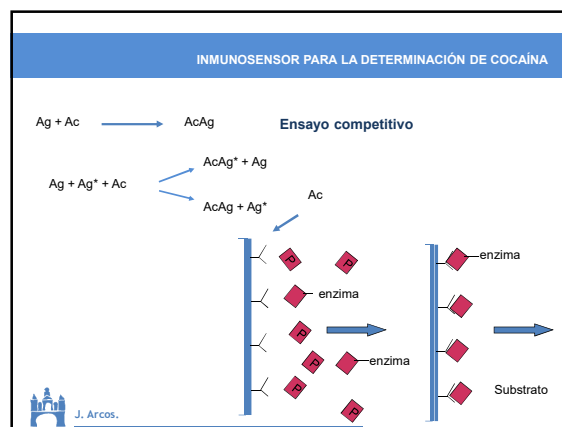 INMUNOSENSOR PARA LA DETERMINACIÓN DE COCAÍNA
Ag + Ac
AcAg
Ensayo competitivo
AcAg* + Ag
Ag + Ag* + Ac
AcAg + Ag*
Ac
P
P
enzima
enzima
P
P
enzima
P
P
Substrato
J. Arcos.